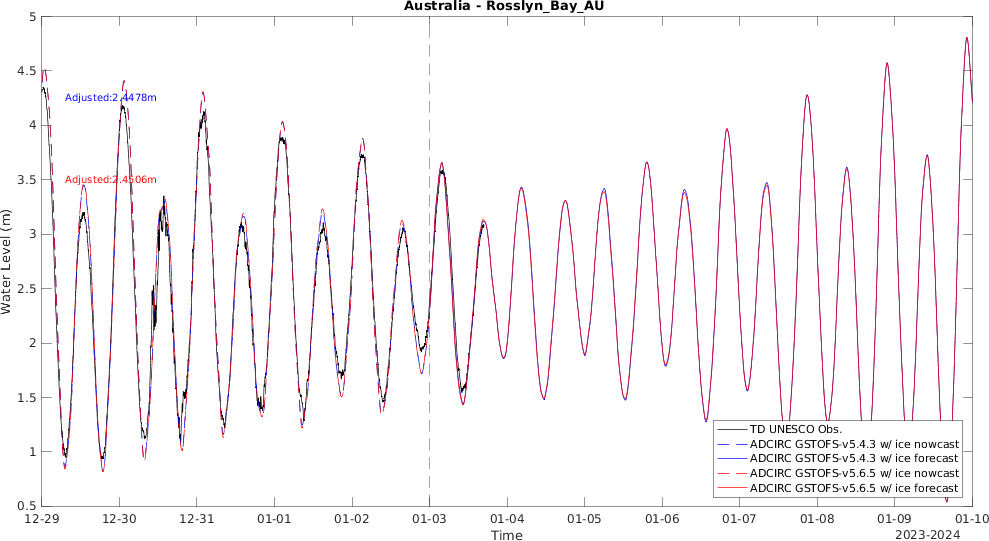 Australia - Rosslyn_Bay_AU
5
4.5
4
3.5
3
2.5
2
1.5
1
0.5
Water Level (m)
Adjusted:2.4478m
Adjusted:2.4506m
TD UNESCO Obs.
ADCIRC GSTOFS-v5.4.3 w/ ice nowcast
ADCIRC GSTOFS-v5.4.3 w/ ice forecast
ADCIRC GSTOFS-v5.6.5 w/ ice nowcast
ADCIRC GSTOFS-v5.6.5 w/ ice forecast
12-29 12-30 12-31 01-01 01-02 01-03 01-04 01-05 01-06 01-07 01-08 01-09 01-10
Time
2023-2024